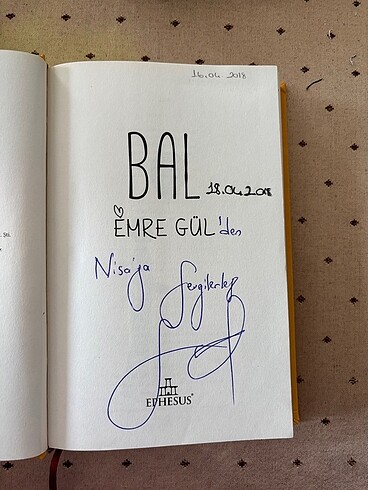 16.04.2018
BAL
18.04.2018
EMRE GÜL'den
Nisa'ya
Sevgilerle
EPHESUS®